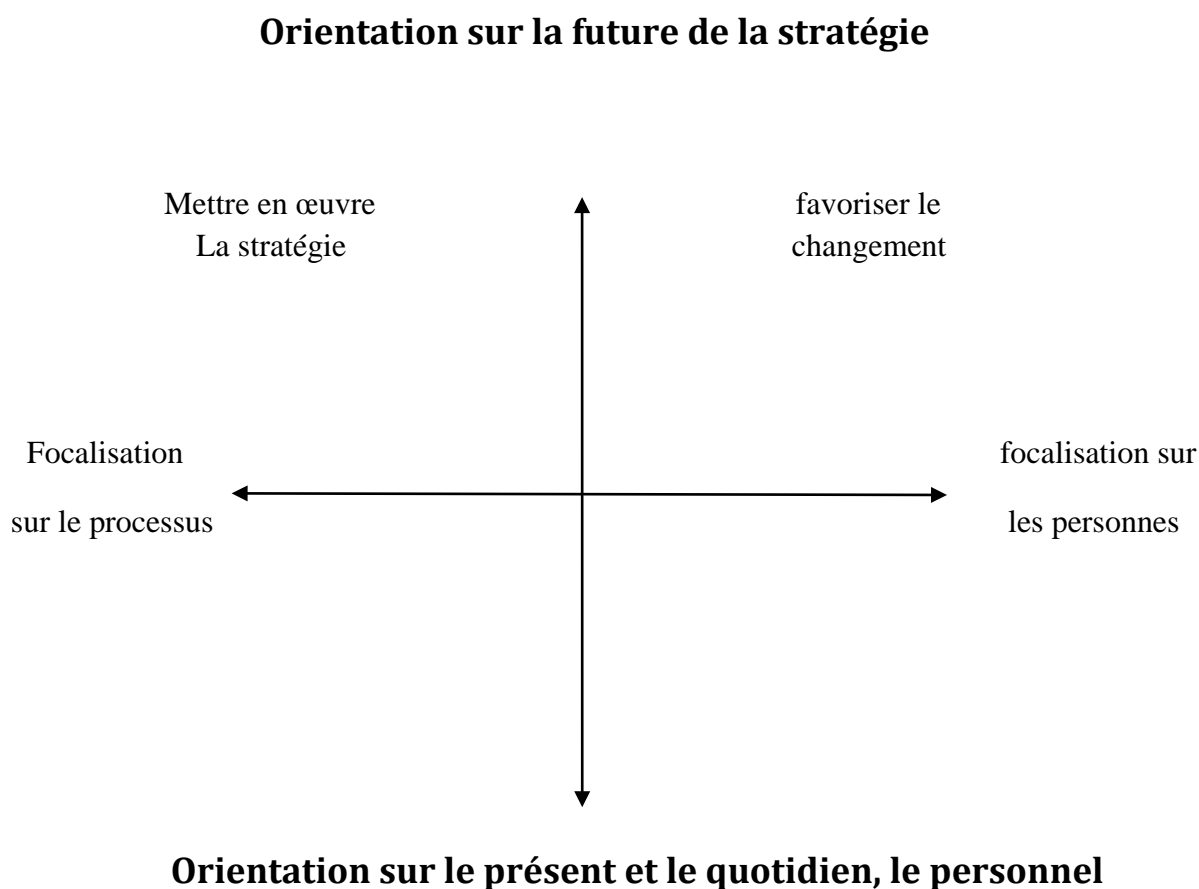 Orientation sur la future de la stratégie
Mettre en œuvre
La stratégie
favoriser le
changement
Focalisation
sur le processus
focalisation sur
les personnes
Orientation sur le présent et le quotidien, le personnel